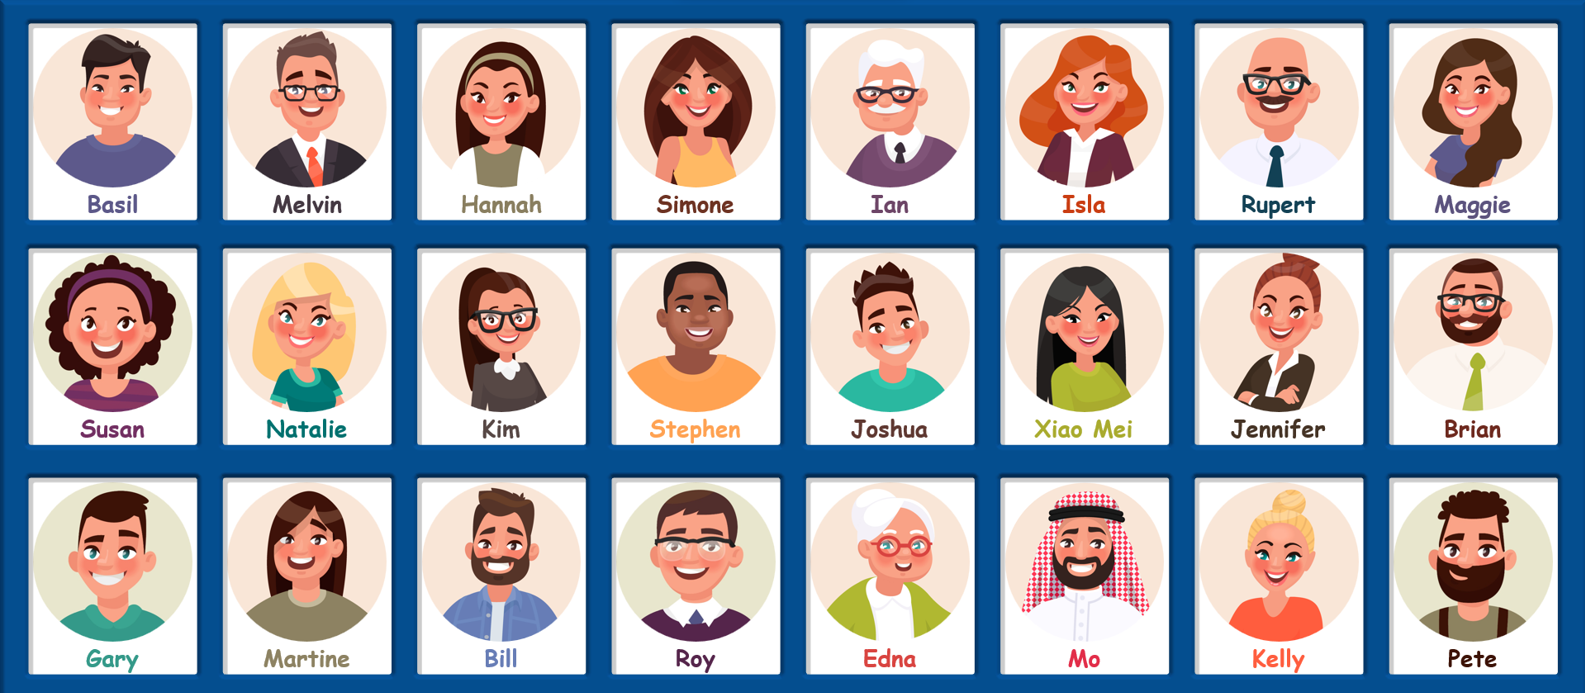 Basil
Melvin
Hannah
Simone
Ian
Isla
Rupert
Maggie
Susan
Natalie
Kim
Stephen
Joshua
Xiao Mei
Jennifer
Brian
Gary
Martine
Bill
Roy
Edna
Mo
Kelly
Pete